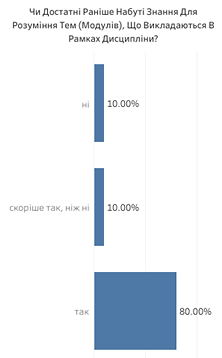 Чи Достатні Раніше Набуті Знання Для
Розуміння Тем (Модулів), Що Викладаються В
Рамках Дисципліни?
ні
10.00%
скоріше так, ніж ні
10.00%
так
80.00%